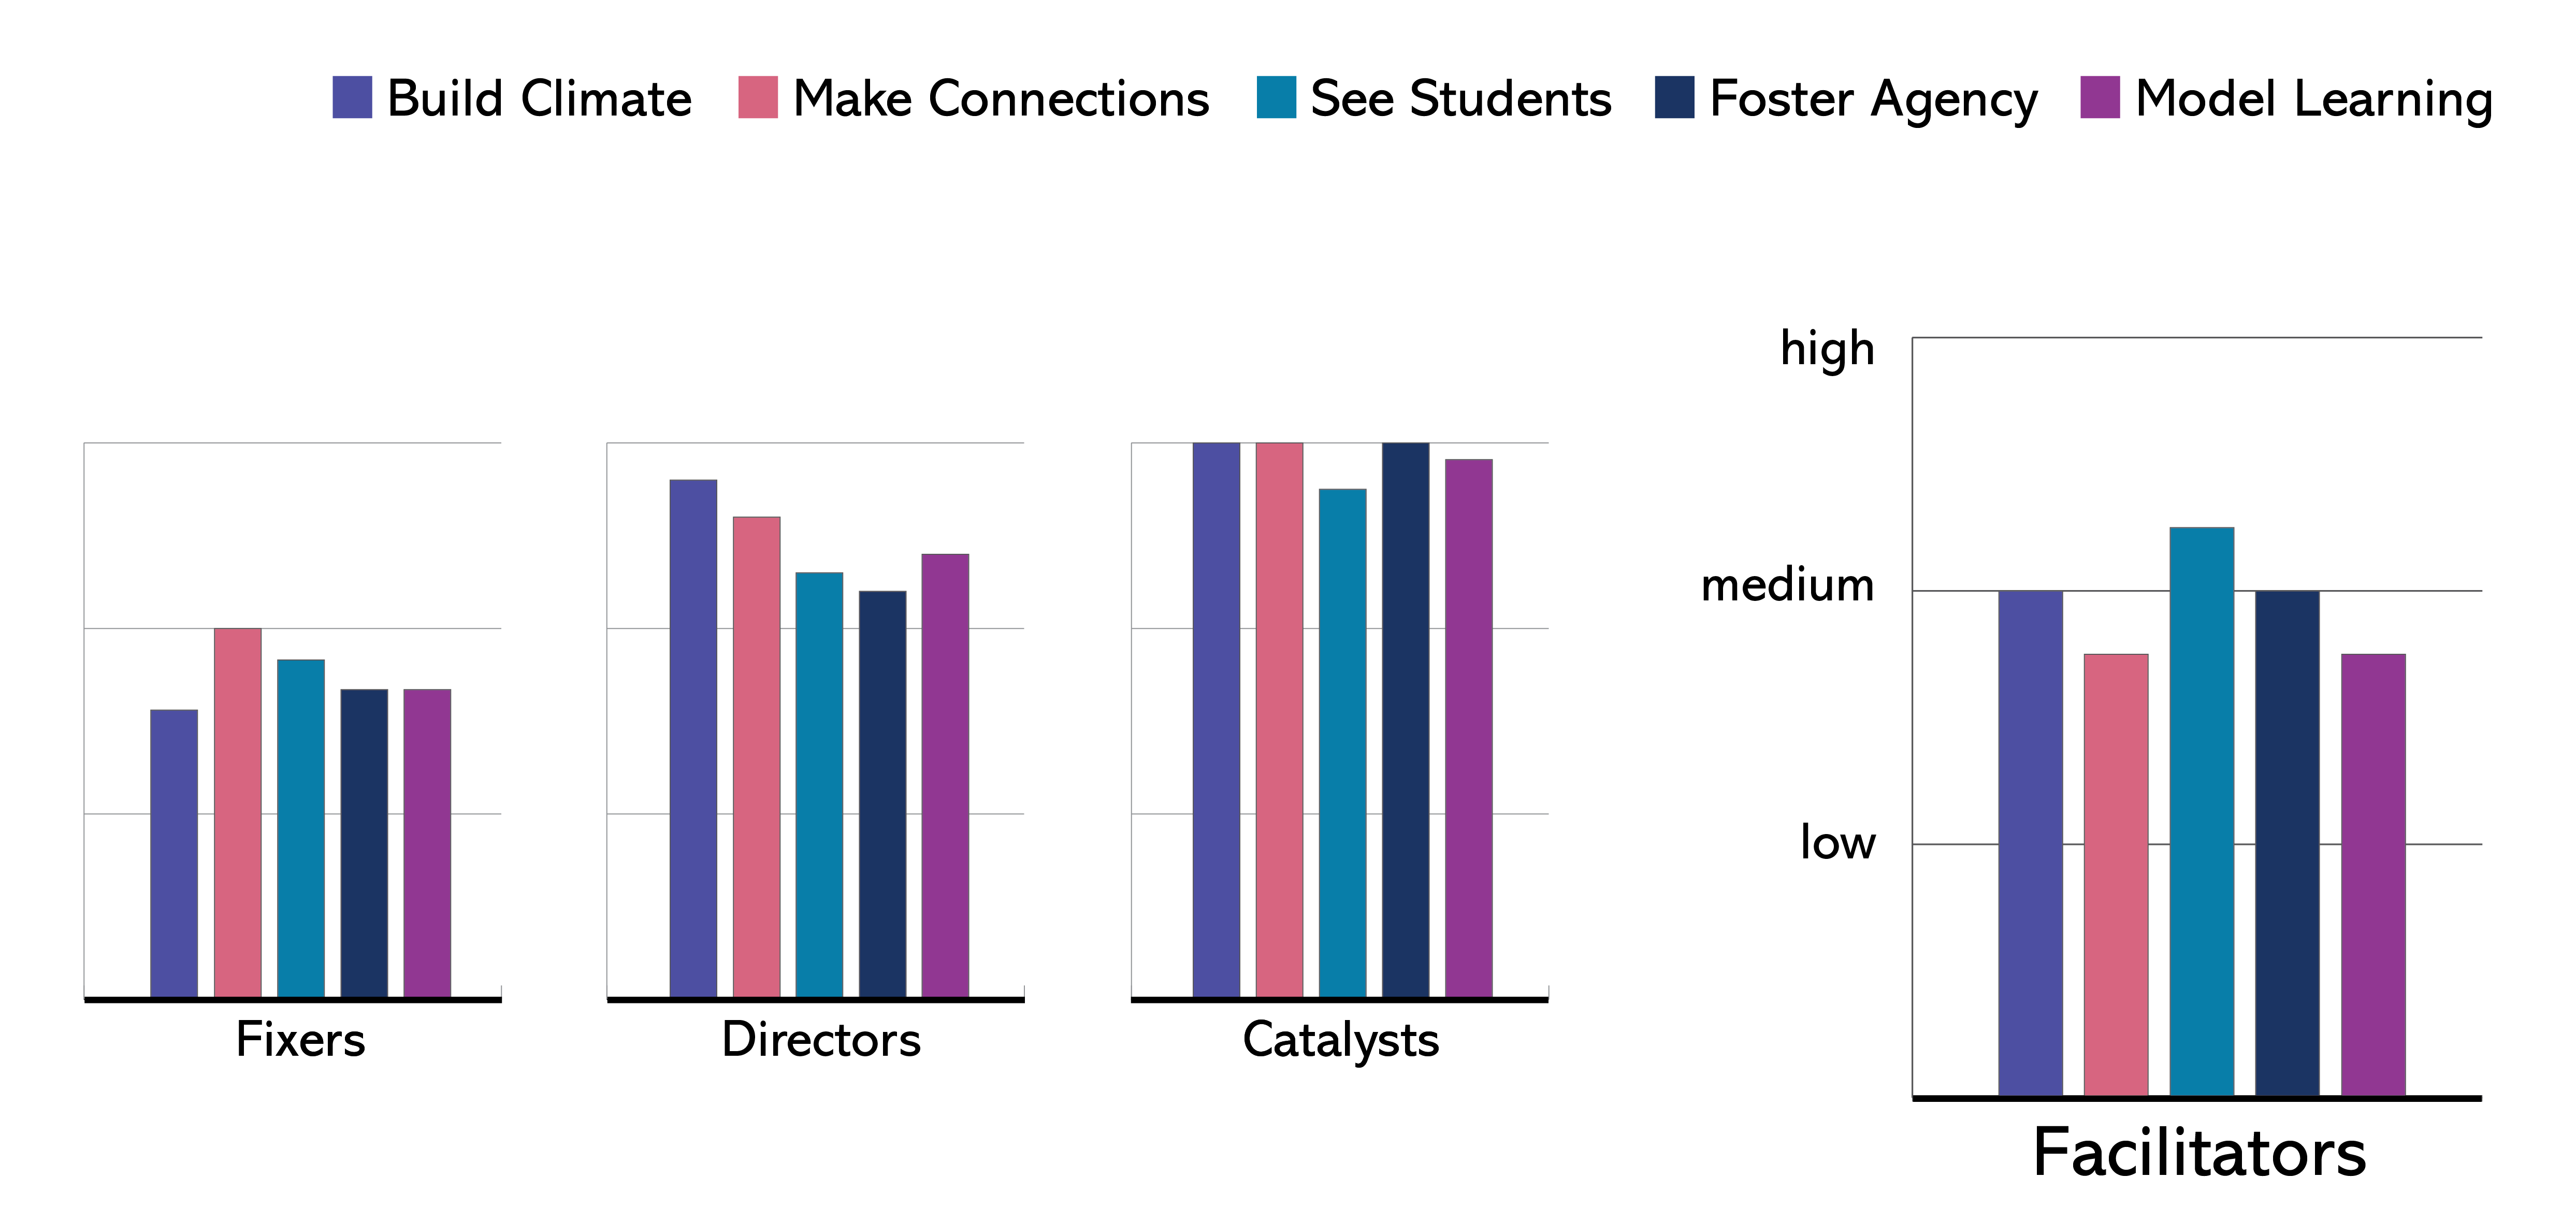 Build Climate Make Connections See Students Foster Agency Model Learning
high
medium
low
Fixers Directors Catalysts
Facilitators